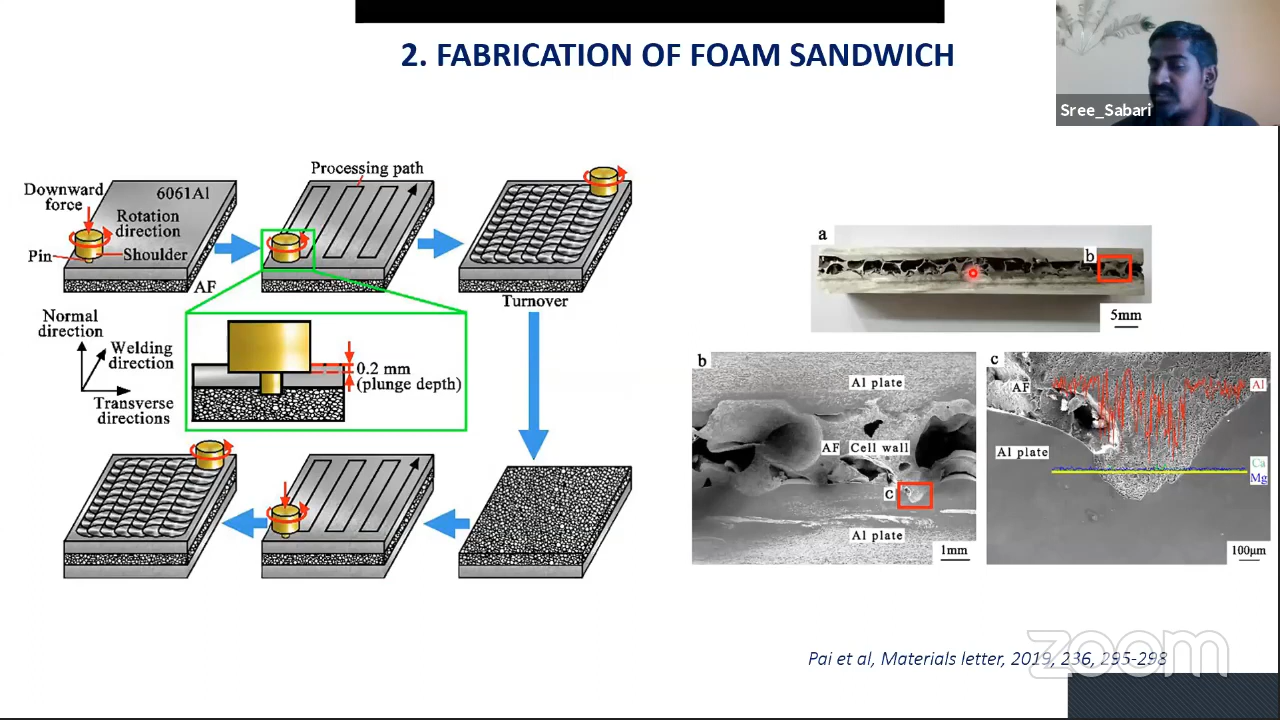 2. FABRICATION OF FOAM SANDWICH
Sree_Sabari
Downward
force
6061Al
Rotation
direction
Pin
Shoulder
AF
Processing path
Turnover
Normal
direction
Welding
direction
Transverse
directions
0.2 mm
(plunge depth)
a
b
5mm
b
Al plate
AF
Cell wall
c
Al plate
1mm
c
AF
Al
Al plate
Ca
Mg
100μm
Pai et al, Materials letter, 2019, 236, 295-298
zoom